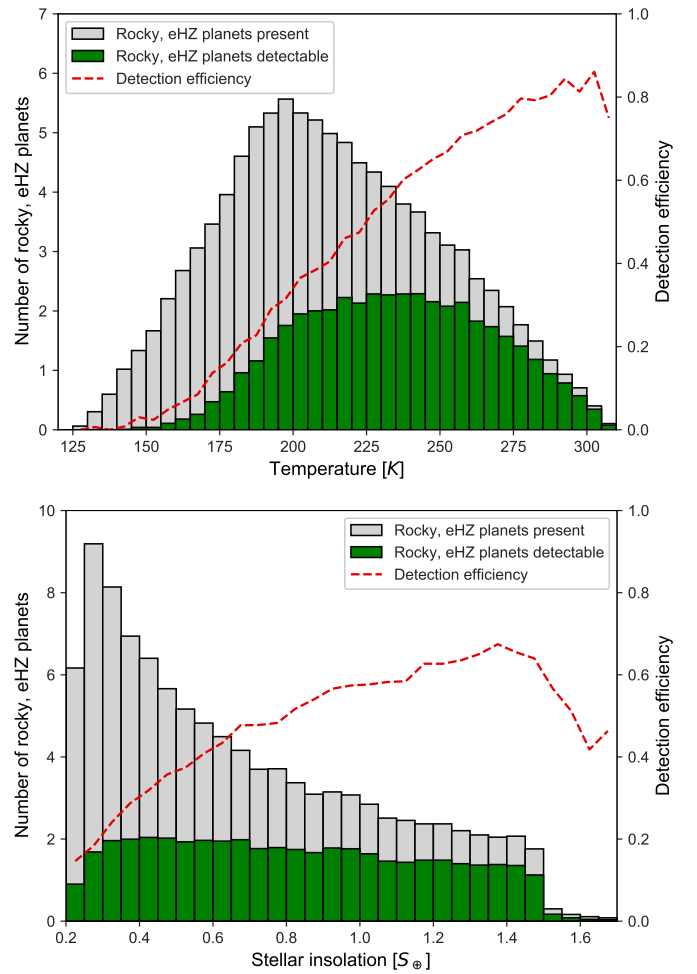 7
6
5
4
3
2
1
0
Number of rocky, eHZ planets
Rocky, eHZ planets present
Rocky, eHZ planets detectable
Detection efficiency
1.0
0.8
0.6
0.4
0.2
0.0
Detection efficiency
125 150 175 200 225 250 275 300
Temperature [K]
10
8
6
4
2
0
Number of rocky, eHZ planets
Rocky, eHZ planets present
Rocky, eHZ planets detectable
Detection efficiency
1.0
0.8
0.6
0.4
0.2
0.0
Detection efficiency
0.2 0.4 0.6 0.8 1.0 1.2 1.4 1.6
Stellar insolation [S⊕]